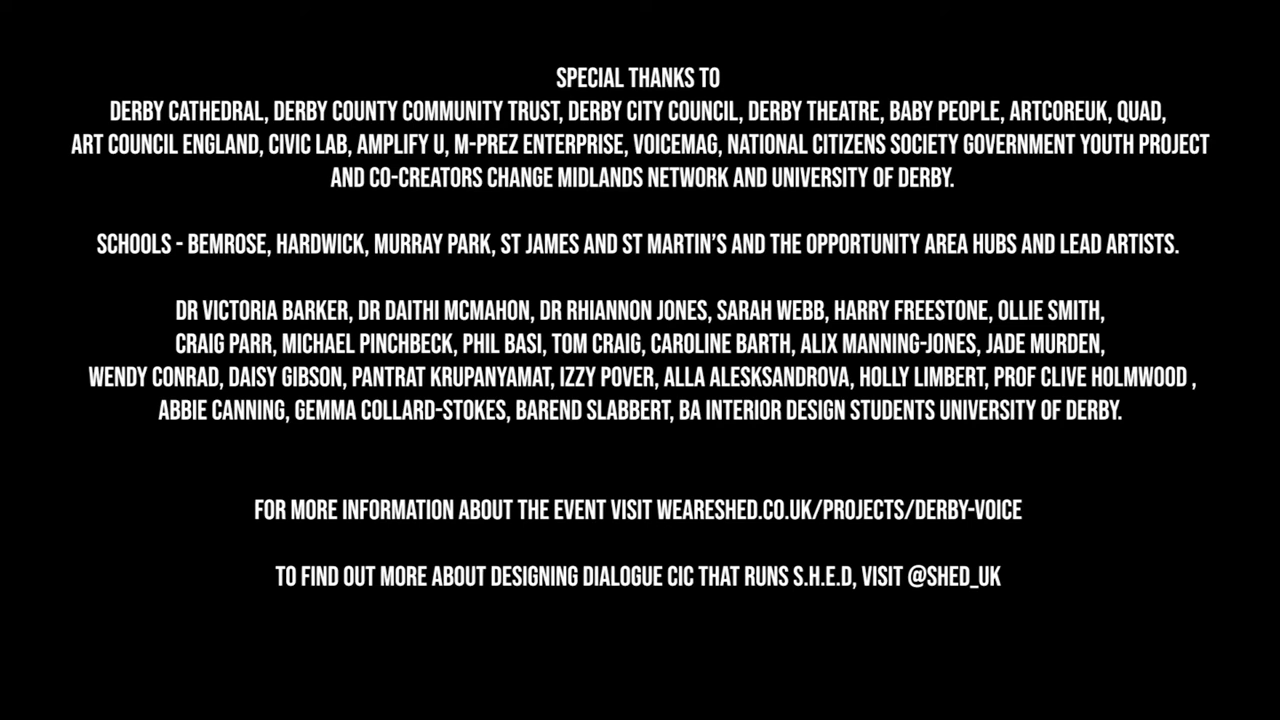 SPECIAL THANKS TO
DERBY CATHEDRAL, DERBY COUNTY COMMUNITY TRUST, DERBY CITY COUNCIL, DERBY THEATRE, BABY PEOPLE, ARTCOREUK, QUAD,
ART COUNCIL ENGLAND, CIVIC LAB, AMPLIFY U, M-PREZ ENTERPRISE, VOICEMAG, NATIONAL CITIZENS SOCIETY GOVERNMENT YOUTH PROJECT
AND CO-CREATORS CHANGE MIDLANDS NETWORK AND UNIVERSITY OF DERBY.
SCHOOLS - BEMROSE, HARDWICK, MURRAY PARK, ST JAMES AND ST MARTIN'S AND THE OPPORTUNITY AREA HUBS AND LEAD ARTISTS.
DR VICTORIA BARKER, DR DAITHI MCMAHON, DR RHIANNON JONES, SARAH WEBB, HARRY FREESTONE, OLLIE SMITH,
CRAIG PARR, MICHAEL PINCHBECK, PHIL BASI, TOM CRAIG, CAROLINE BARTH, ALIX MANNING-JONES, JADE MURDEN,
WENDY CONRAD, DAISY GIBSON, PANTRAT KRUPANYAMAT, IZZY POVER, ALLA ALESKSANDROVA, HOLLY LIMBERT, PROF CLIVE HOLMWOOD ,
ABBIE CANNING, GEMMA COLLARD-STOKES, BAREND SLABBERT, BA INTERIOR DESIGN STUDENTS UNIVERSITY OF DERBY.
FOR MORE INFORMATION ABOUT THE EVENT VISIT WEARESHED.CO.UK/PROJECTS/DERBY-VOICE
TO FIND OUT MORE ABOUT DESIGNING DIALOGUE CIC THAT RUNS S.H.E.D, VISIT @SHED_UK